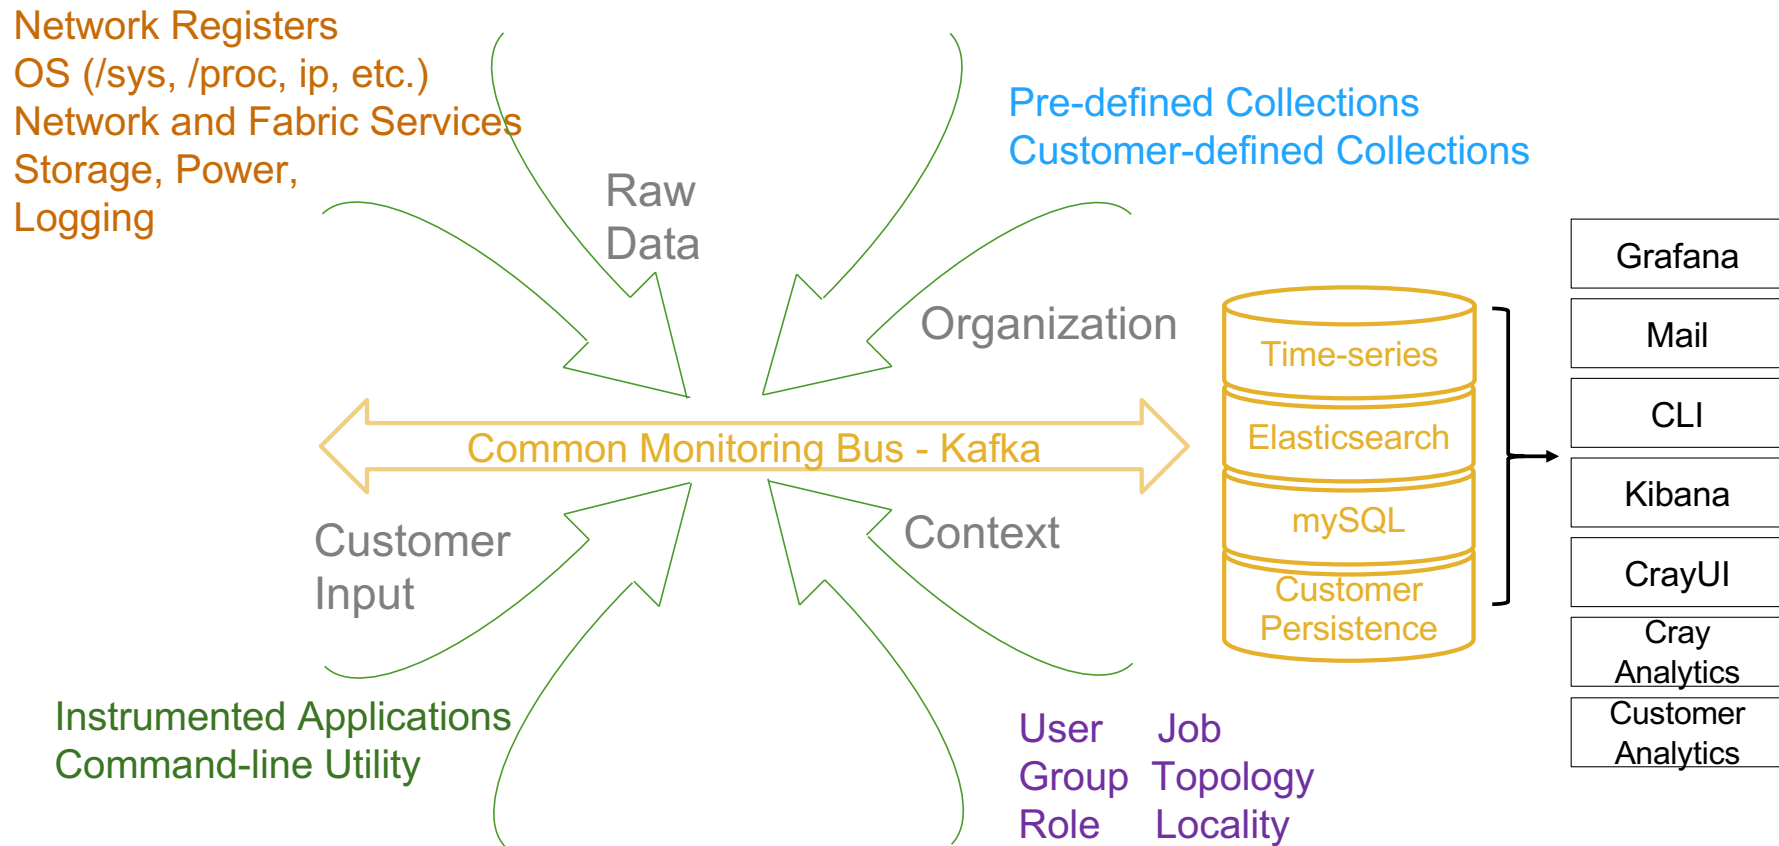 Network Registers
OS (/sys, /proc, ip, etc.)
Network and Fabric Services
Storage, Power,
Logging
Raw
Data
Pre-defined Collections
Customer-defined Collections
Organization
Common Monitoring Bus - Kafka
Customer
Input
Context
Instrumented Applications
Command-line Utility
User Job
Group Topology
Role Locality
Time-series
Elasticsearch
mySQL
Customer
Persistence
Grafana
Mail
CLI
Kibana
CrayUI
Cray
Analytics
Customer
Analytics